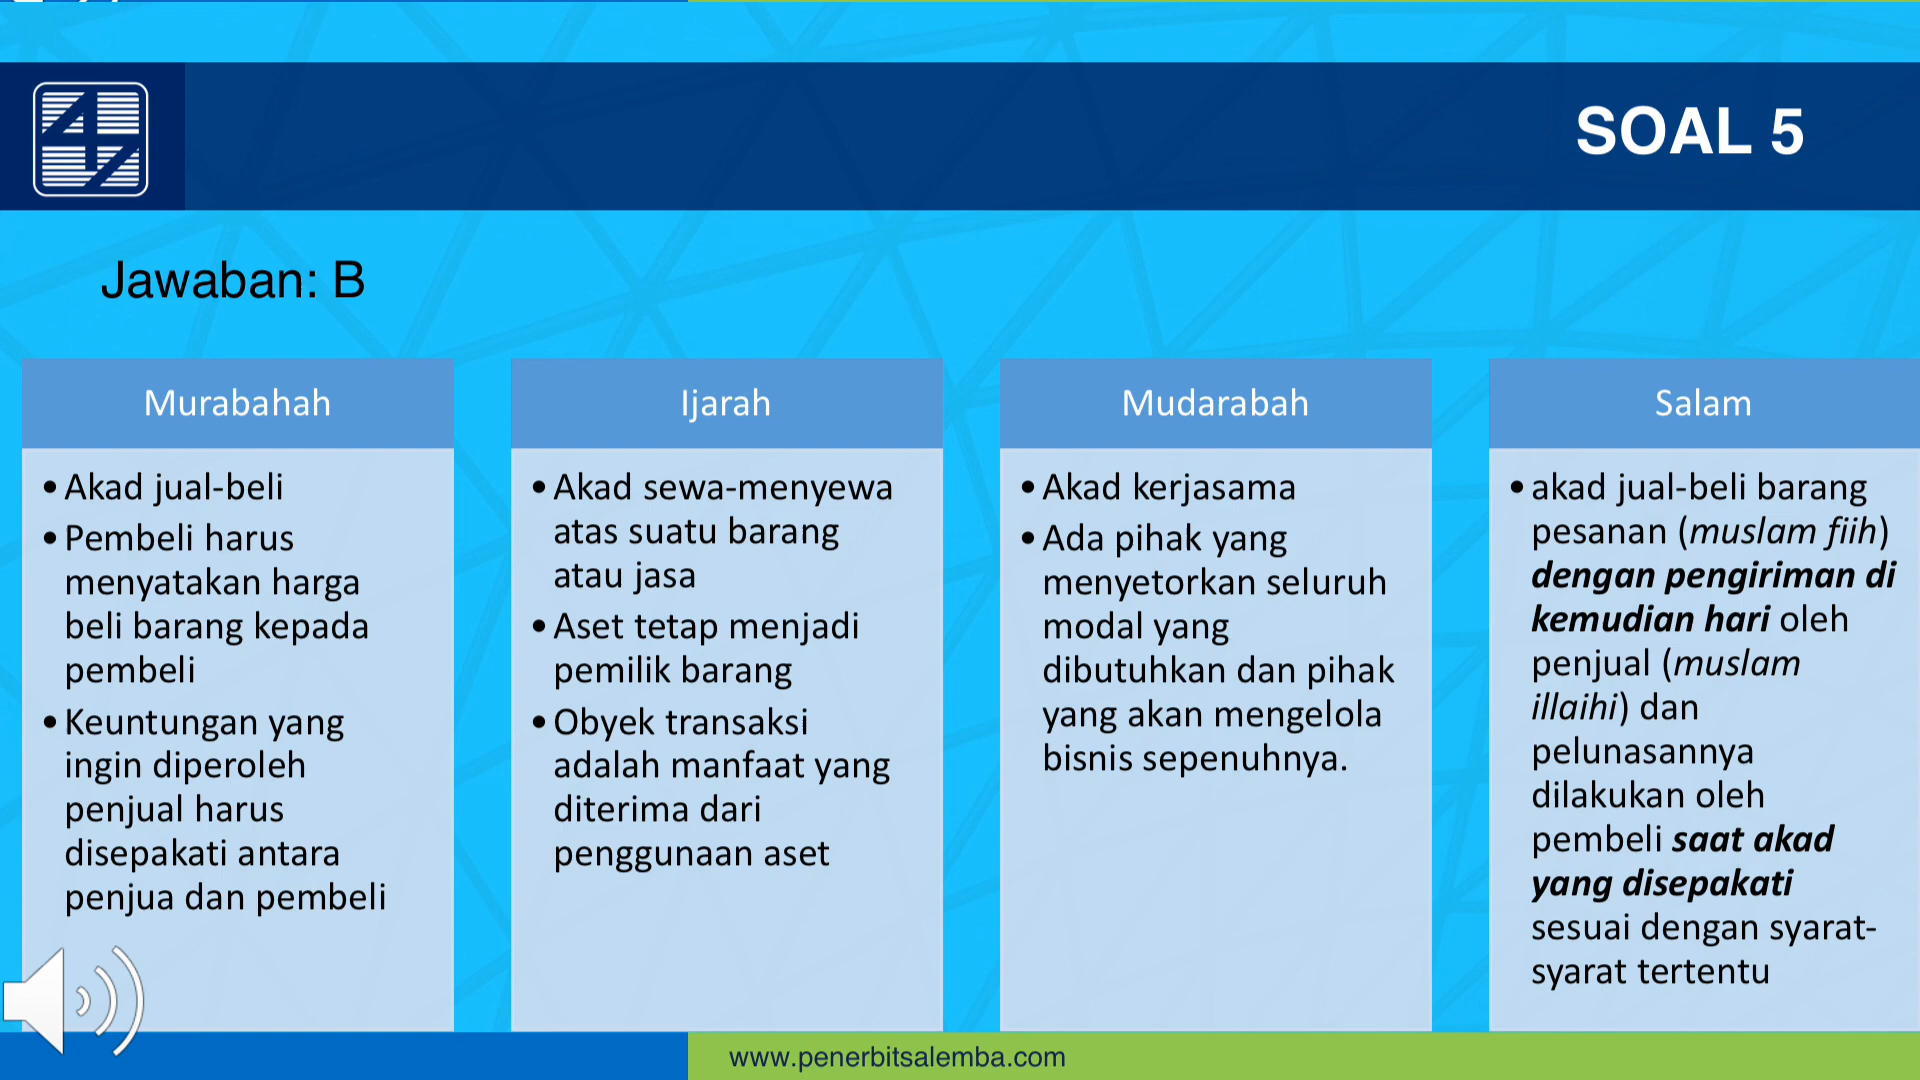 SOAL 5
Jawaban: B
Murabahah
•Akad jual-beli
•Pembeli harus
menyatakan harga
beli barang kepada
pembeli
•Keuntungan yang
ingin diperoleh
penjual harus
disepakati antara
penjua dan pembeli
Ijarah
•Akad sewa-menyewa
atas suatu barang
atau jasa
•Aset tetap menjadi
pemilik barang
•Obyek transaksi
adalah manfaat yang
diterima dari
penggunaan aset
Mudarabah
•Akad kerjasama
•Ada pihak yang
menyetorkan seluruh
modal yang
dibutuhkan dan pihak
yang akan mengelola
bisnis sepenuhnya.
Salam
•akad jual-beli barang
pesanan (muslam fiih)
dengan pengiriman di
kemudian hari oleh
penjual (muslam
illaihi) dan
pelunasannya
dilakukan oleh
pembeli saat akad
yang disepakati
sesuai dengan syarat-
syarat tertentu
www.penerbitsalemba.com